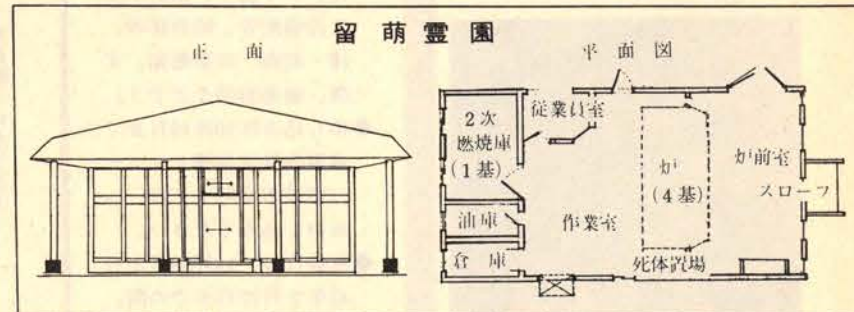 留萌霊園
正面
平面図
2次
燃焼庫
(1基)
従業員室
炉
(4基)
炉前室
スロープ
油庫
作業室
倉庫
死体置場